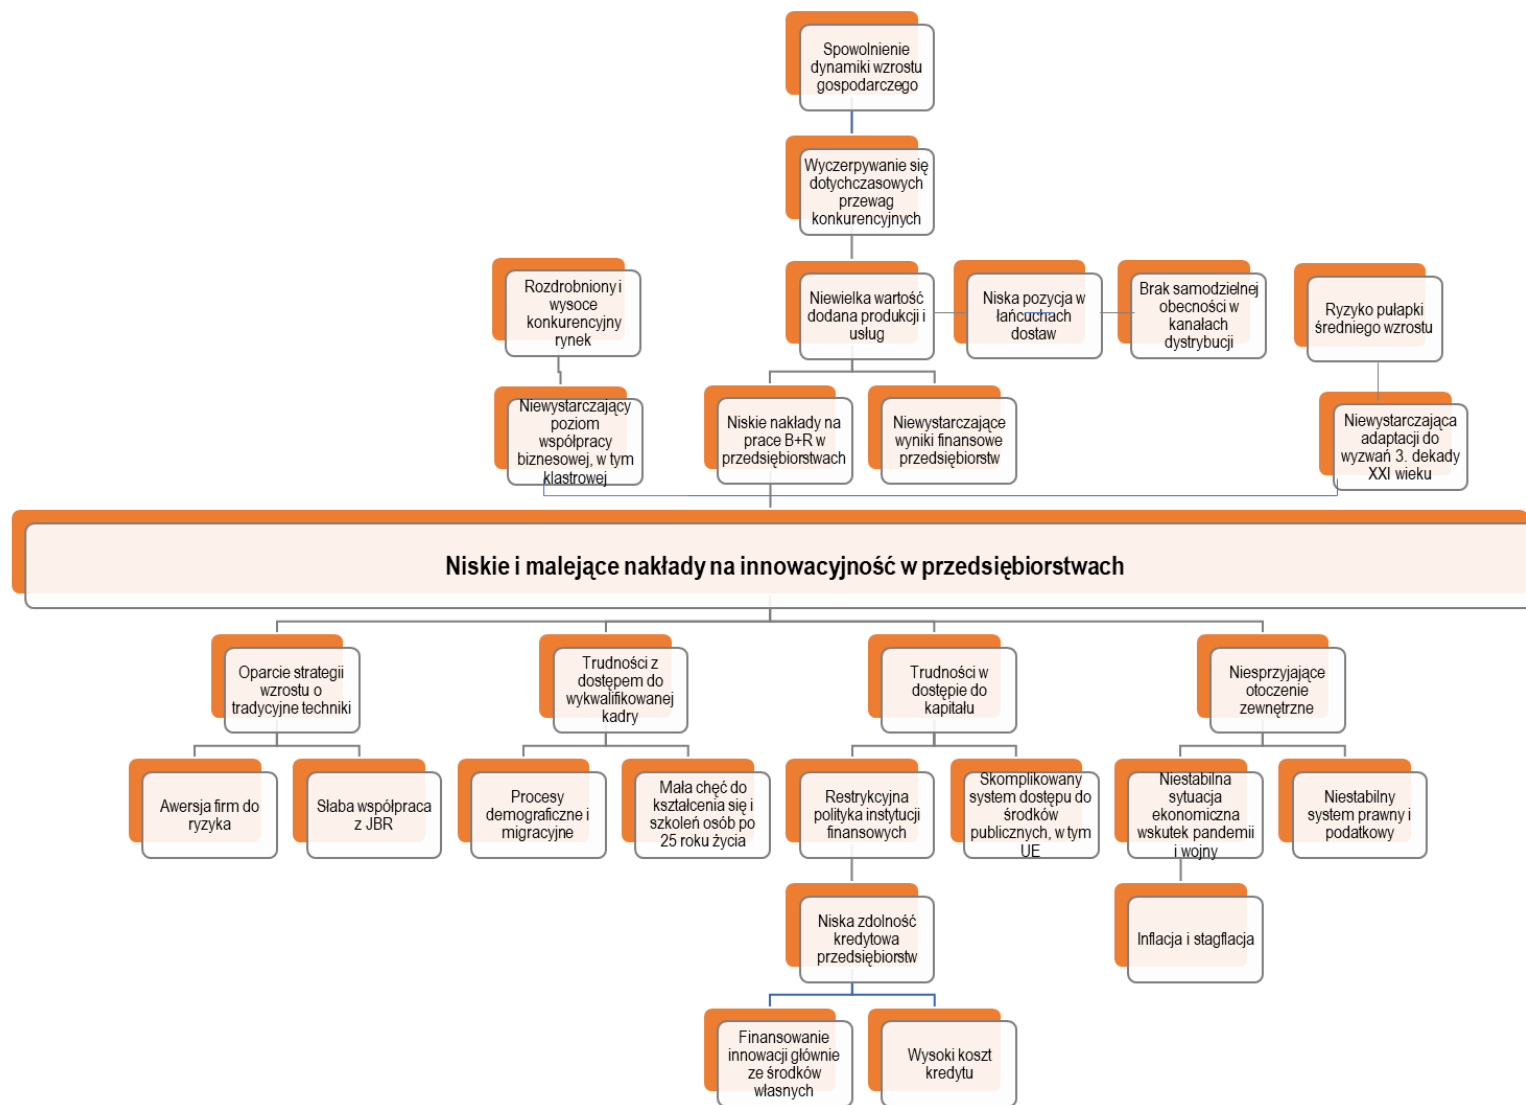 Spowolnienie
dynamiki wzrostu
gospodarczego
Wyczerpywanie się
dotychczasowych
przewag
konkurencyjnych
Rozdrobniony i
wysoce
konkurencyjny
rynek
Niewielka wartość
dodana produkcji i
usług
Niska pozycja w
łańcuchach
dostaw
Brak samodzielnej
obecności w
kanałach
dystrybucji
Ryzyko pułapki
średniego wzrostu
Niewystarczający
poziom
współpracy
biznesowej, w tym
klastrowej
Niskie nakłady na
prace B+R w
przedsiębiorstwach
Niewystarczające
wyniki finansowe
przedsiębiorstw
Niewystarczająca
adaptacji do
wyzwań 3. dekady
XXI wieku
Niskie i malejące nakłady na innowacyjność w przedsiębiorstwach
Oparcie strategii
wzrostu o
tradycyjne techniki
Trudności z
dostępem do
wykwalifikowanej
kadry
Trudności w
dostępie do
kapitału
Niesprzyjające
otoczenie
zewnętrzne
Awersja firm do
ryzyka
Słaba współpraca
z JBR
Procesy
demograficzne i
migracyjne
Mała chęć do
kształcenia się i
szkoleń osób po
25 roku życia
Restrykcyjna
polityka instytucji
finansowych
Skomplikowany
system dostępu do
środków
publicznych, w tym
UE
Niestabilna
sytuacja
ekonomiczna
wskutek pandemii
i wojny
Niestabilny
system prawny i
podatkowy
Niska zdolność
kredytowa
przedsiębiorstw
Inflacja i stagflacja
Finansowanie
innowacji głównie
ze środków
własnych
Wysoki koszt
kredytu